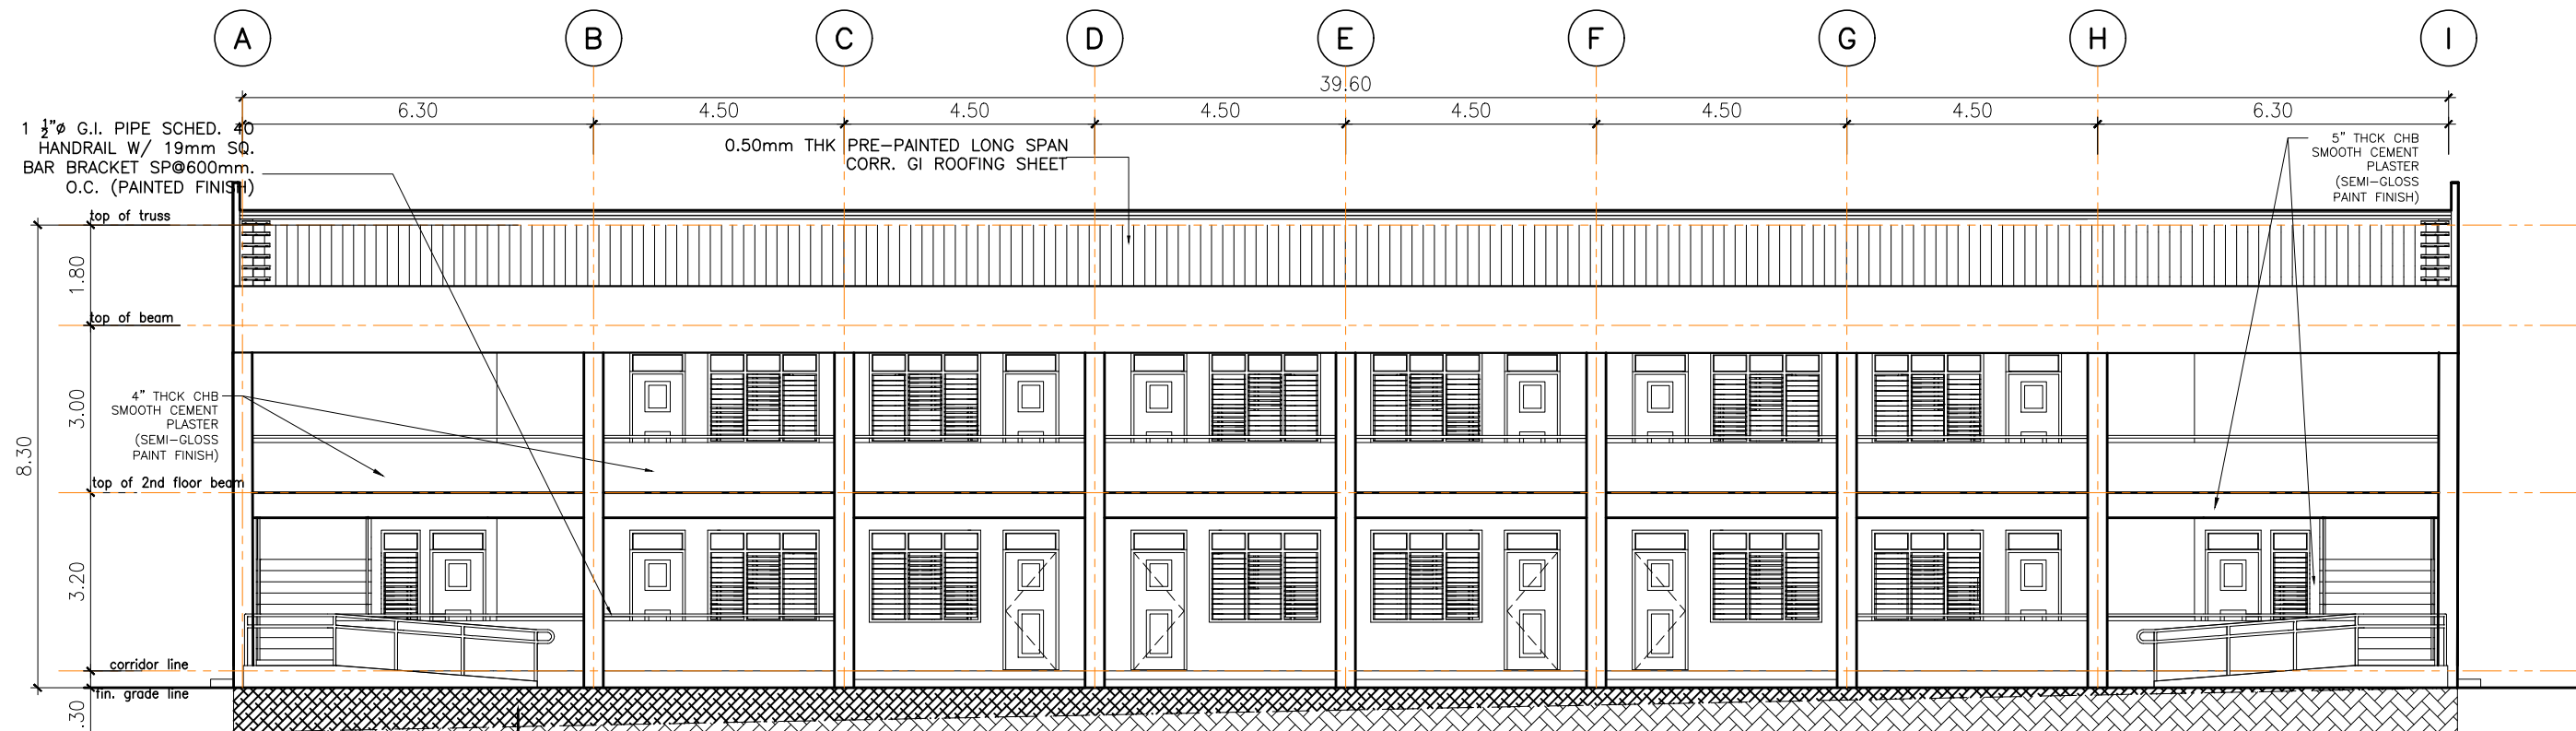 A B C D E F G H I
39.60
6.30 4.50 4.50 4.50 4.50 4.50 4.50 6.30
1 ½"ø G.I. PIPE SCHED. 40
HANDRAIL W/ 19mm SQ.
BAR BRACKET SP@600mm.
O.C. (PAINTED FINISH)
0.50mm THK PRE-PAINTED LONG SPAN
CORR. GI ROOFING SHEET
5" THCK CHB
SMOOTH CEMENT
PLASTER
(SEMI-GLOSS
PAINT FINISH)
top of truss
1.80
top of beam
3.00
4" THCK CHB
SMOOTH CEMENT
PLASTER
(SEMI-GLOSS
PAINT FINISH)
8.30
top of 2nd floor beam
3.20
corridor line
fin. grade line
.30